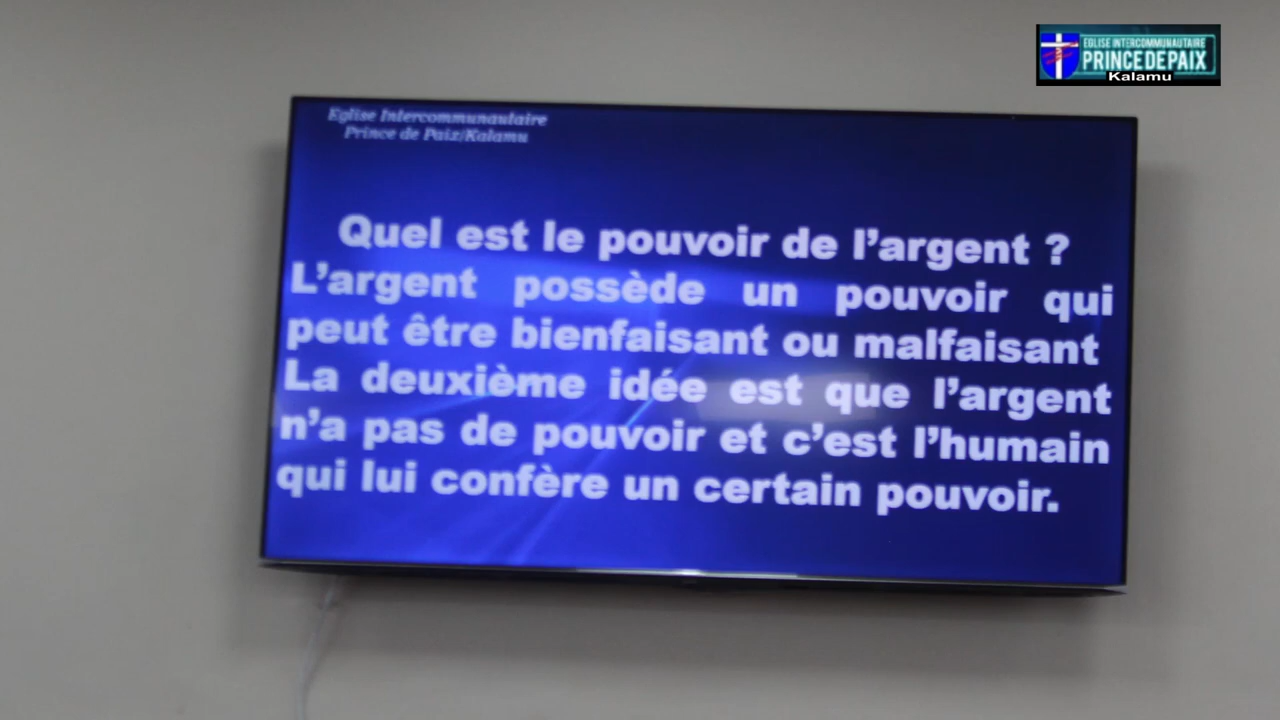 EGLISE INTERCOMMUNAUTAIRE
PRINCE DE PAIX
Kalamu
Eglise Intercommunautaire
Prince de Paix/Kalamu
Quel est le pouvoir de l'argent ?
L'argent possède un pouvoir qui
peut être bienfaisant ou malfaisant
La deuxième idée est que l'argent
n'a pas de pouvoir et c'est l'humain
qui lui confère un certain pouvoir.